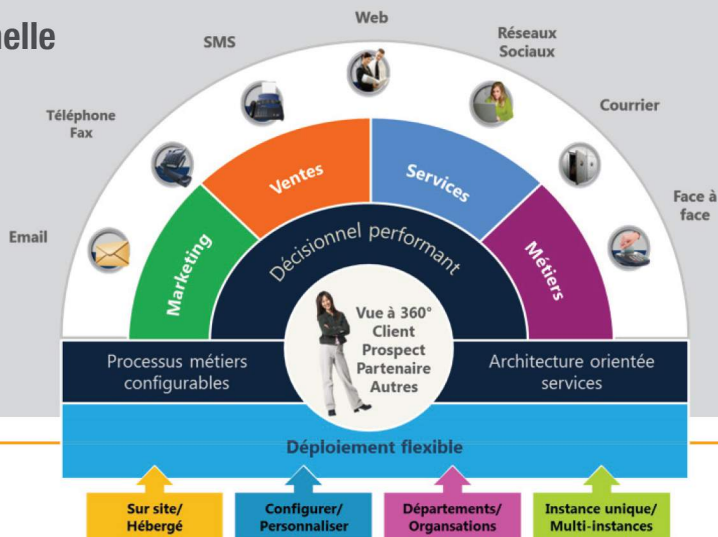 nelle
Web
SMS
Réseaux
Sociaux
Téléphone
Fax
Courrier
Email
Face à
face
Marketing
Ventes
Services
Métiers
Décisionnel performant
Vue à 360°
Client
Prospect
Partenaire
Autres
Processus métiers
configurables
Architecture orientée
services
Déploiement flexible
Sur site/
Hébergé
Configurer/
Personnaliser
Départements/
Organsations
Instance unique/
Multi-instances